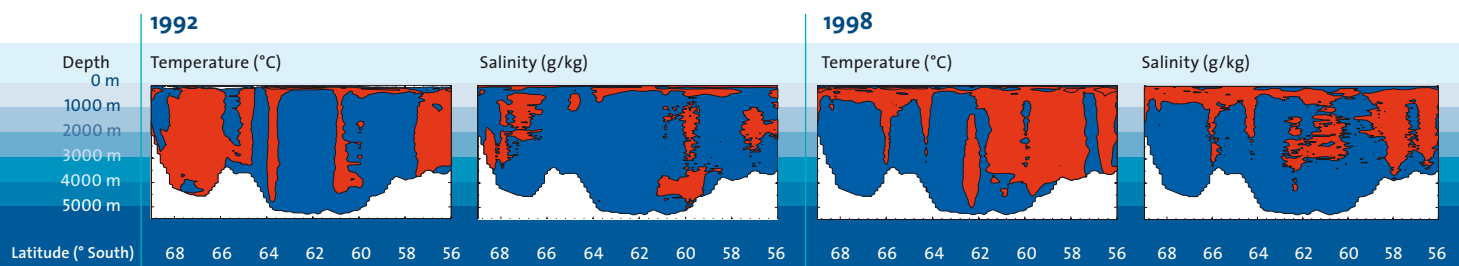 1992
1998
Depth
Temperature (°C)
Salinity (g/kg)
Temperature (°C)
Salinity (g/kg)
0 m
1000 m
2000 m
3000 m
4000 m
5000 m
Latitude (° South)
68 66 64 62 60 58 56
68 66 64 62 60 58 56
68 66 64 62 60 58 56
68 66 64 62 60 58 56